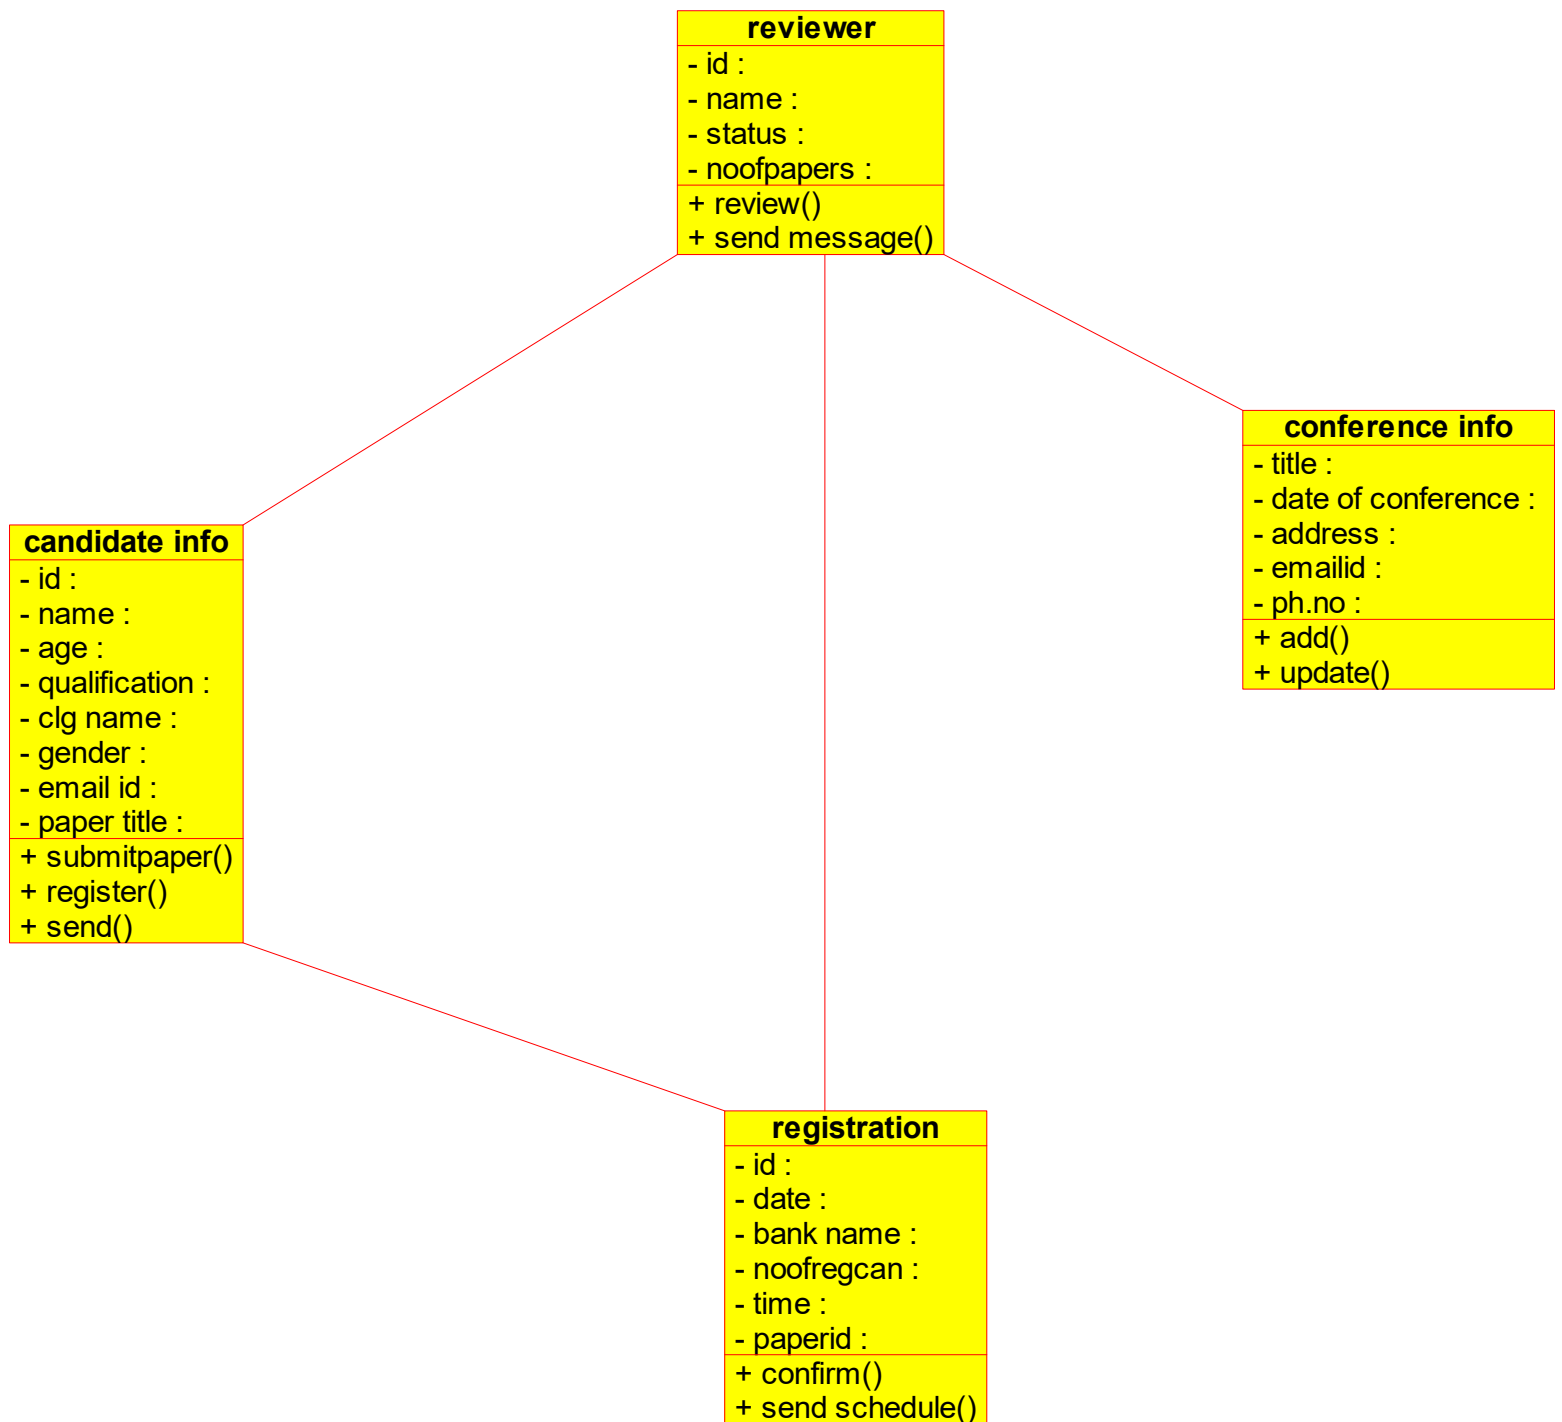 reviewer
- id :
- name :
- status :
- noofpapers :
+ review()
+ send message()
conference info
- title :
- date of conference :
- address :
- emailid :
- ph.no :
+ add()
+ update()
candidate info
- id :
- name :
- age :
- qualification :
- clg name :
- gender :
- email id :
- paper title :
+ submitpaper()
+ register()
+ send()
registration
- id :
- date :
- bank name :
- noofregcan :
- time :
- paperid :
+ confirm()
+ send schedule()